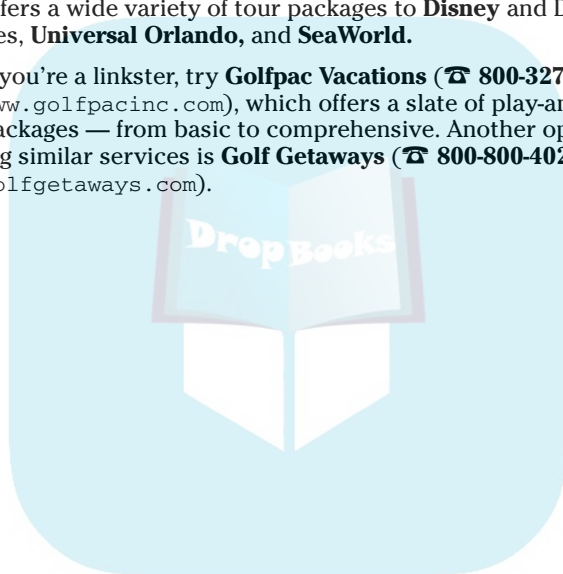 ffers a wide variety of tour packages to Disney and D
es, Universal Orlando, and SeaWorld.
you're a linkster, try Golfpac Vacations (☎ 800-327
ww.golfpacinc.com), which offers a slate of play-an
ackages — from basic to comprehensive. Another op
g similar services is Golf Getaways (☎ 800-800-402
olfgetaways.com).
DropBooks